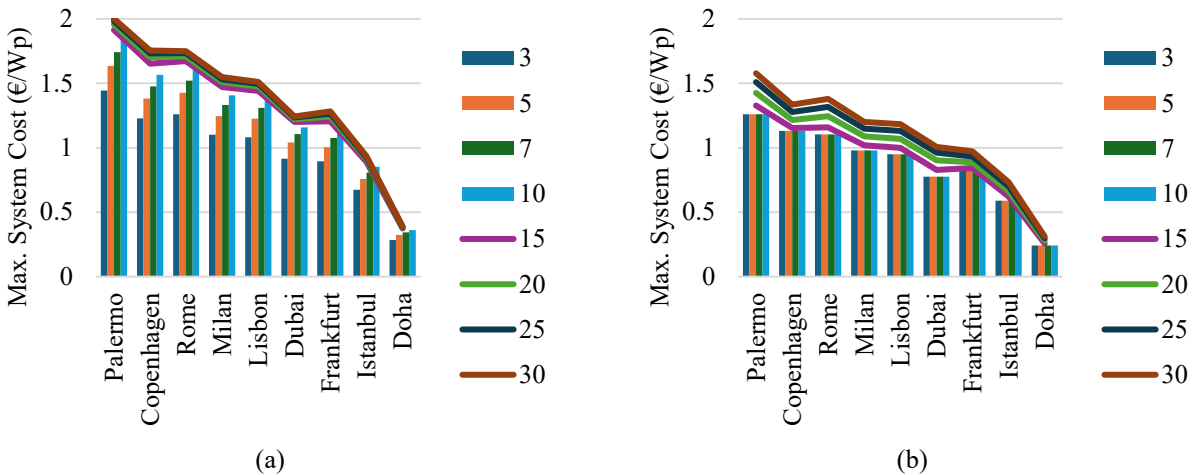 Max. System Cost (€/Wp)
2
1.5
1
0.5
0
Palermo
Copenhagen
Rome
Milan
Lisbon
Dubai
Frankfurt
Istanbul
Doha
3
5
7
10
15
20
25
30
(a)
Max. System Cost (€/Wp)
2
1.5
1
0.5
0
Palermo
Copenhagen
Rome
Milan
Lisbon
Dubai
Frankfurt
Istanbul
Doha
3
5
7
10
15
20
25
30
(b)